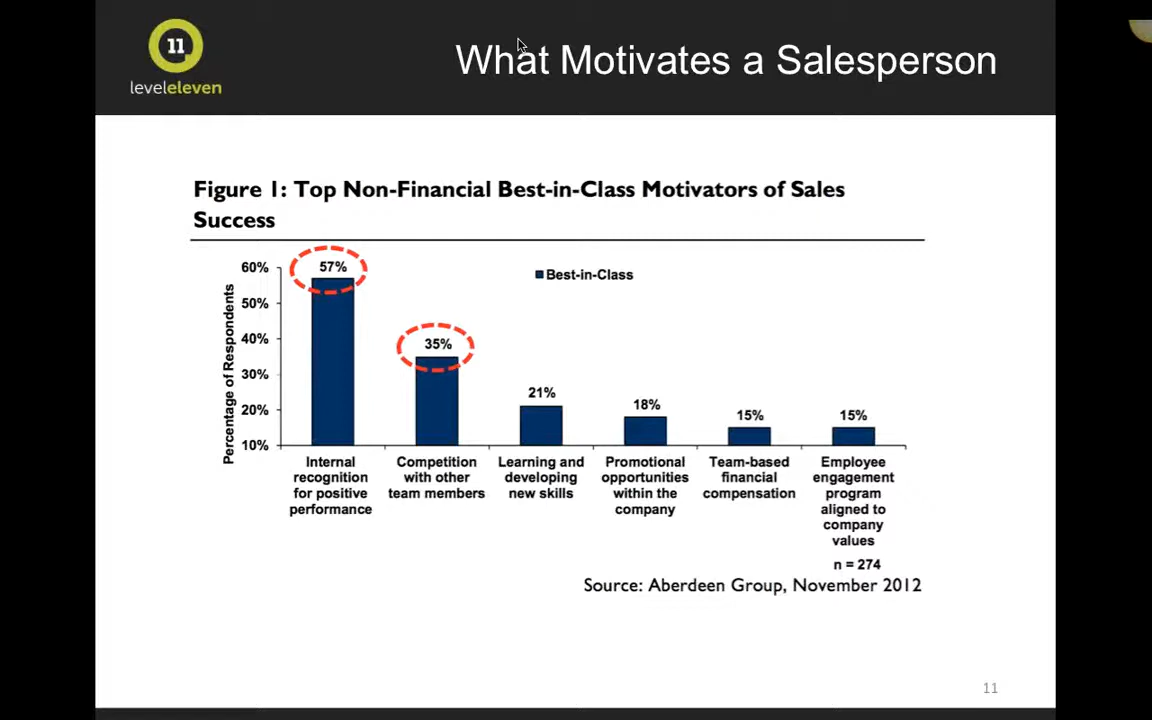 11
leveleleven
What Motivates a Salesperson
Figure 1: Top Non-Financial Best-in-Class Motivators of Sales
Success
60%
50%
40%
30%
20%
10%
Percentage of Respondents
Best-in-Class
57%
35%
21%
18%
15%
15%
Internal
recognition
for positive
performance
Competition
with other
team members
Learning and
developing
new skills
Promotional
opportunities
within the
company
Team-based
financial
compensation
Employee
engagement
program
aligned to
company
values
n = 274
Source: Aberdeen Group, November 2012
11